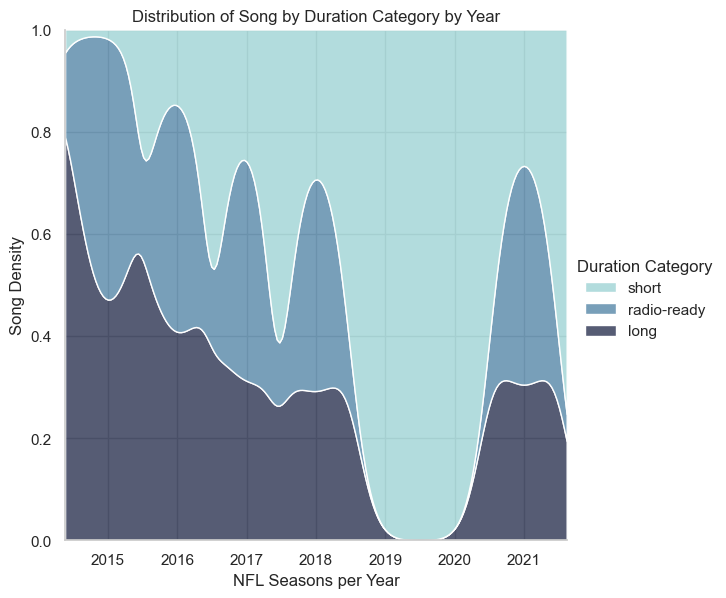 Distribution of Song by Duration Category by Year
1.0
0.8
0.6
0.4
0.2
0.0
Song Density
2015 2016 2017 2018 2019 2020 2021
NFL Seasons per Year
Duration Category
short
radio-ready
long